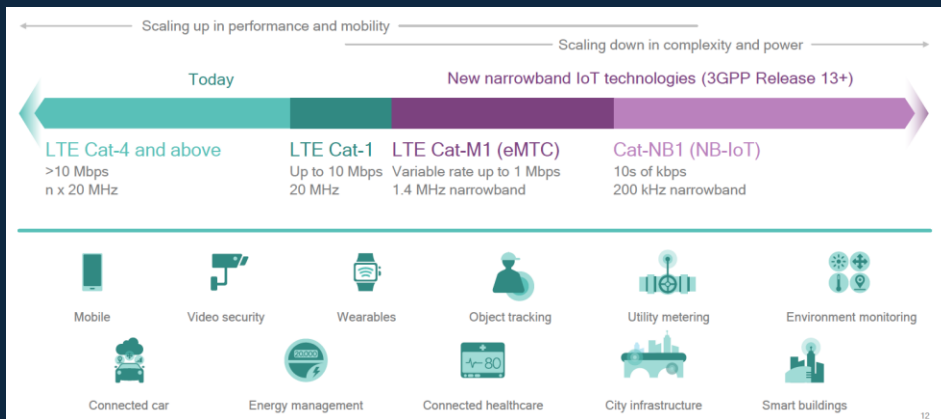 Scaling up in performance and mobility
Scaling down in complexity and power
Today
New narrowband IoT technologies (3GPP Release 13+)
LTE Cat-4 and above
>10 Mbps
n x 20 MHz
LTE Cat-1
Up to 10 Mbps
20 MHz
LTE Cat-M1 (eMTC)
Variable rate up to 1 Mbps
1.4 MHz narrowband
Cat-NB1 (NB-IoT)
10s of kbps
200 kHz narrowband
Mobile
Video security
Wearables
Object tracking
Utility metering
Environment monitoring
20000
80
Connected car
Energy management
Connected healthcare
City infrastructure
Smart buildings
12